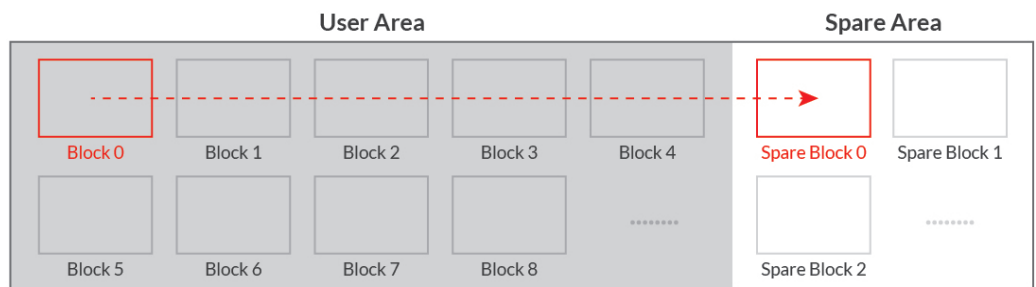 User Area
Spare Area
Block 0
Block 1
Block 2
Block 3
Block 4
Spare Block 0
Spare Block 1
Block 5
Block 6
Block 7
Block 8
Spare Block 2